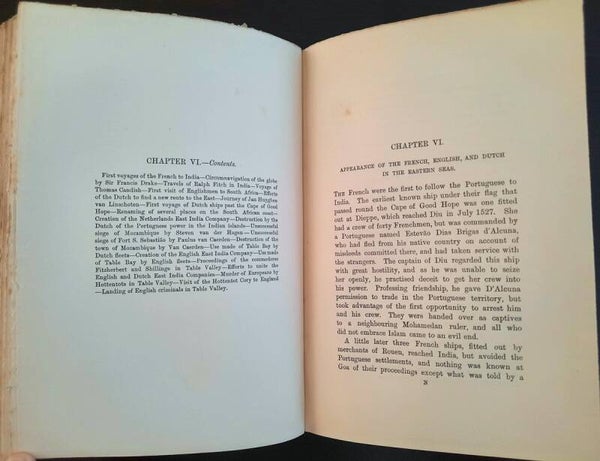 CHAPTER VI.—Contents.
First voyages of the French to India—Circumnavigation of the globe
by Sir Francis Drake—Travels of Ralph Fitch in India—Voyage of
Thomas Candish—First visit of Englishmen to South Africa—Efforts
of the Dutch to find a new route to the East—Journey of Jan Huyglen
van Linschoten—First voyage of Dutch ships past the Cape of Good
Hope—Renaming of several places on the South African coast—
Creation of the Netherlands East India Company—Destruction by the
Dutch of the Portuguese power in the Indian islands—Unsuccessful
siege of Mozambique by Steven van der Hagen—Unsuccessful
siege of Fort S. Sebastião by Paulus van Caerden—Destruction of the
town of Mozambique by Van Caerden—Use made of Table Bay by
Dutch fleets—Creation of the English East India Company—Use
made of Table Bay by English fleets—Proceedings of the commodores
Fitzherbert and Shillinge in Table Valley—Efforts to unite the
English and Dutch East India Companies—Murder of Europeans by
Hottentots in Table Valley—Visit of the Hottentot Cory to England
—Landing of English criminals in Table Valley.
CHAPTER VI.
APPEARANCE OF THE FRENCH, ENGLISH, AND DUTCH
IN THE EASTERN SEAS.
THE French were the first to follow the Portuguese to
India. The earliest known ship under their flag that
passed round the Cape of Good Hope was one fitted
out at Dieppe, which reached Diu in July 1527. She
had a crew of forty Frenchmen, but was commanded by
a Portuguese named Estevão Dias Brigas d'Alcuna,
who had fled from his native country on account of
misdeeds committed there, and had taken service with
the strangers. The captain of Diu regarded this ship
with great hostility, and as he was unable to seize
her openly, he practised deceit to get her crew into
his power. Professing friendship, he gave D'Alcuna
permission to trade in the Portuguese territory, but
took advantage of the first opportunity to arrest him
and his crew. They were handed over as captives
to a neighbouring Mohamedan ruler, and all who
did not embrace Islam came to an evil end.
A little later three French ships, fitted out by
merchants of Rouen, reached India, but avoided the
Portuguese settlements, and nothing was known at
Goa of their proceedings except what was told by a
N